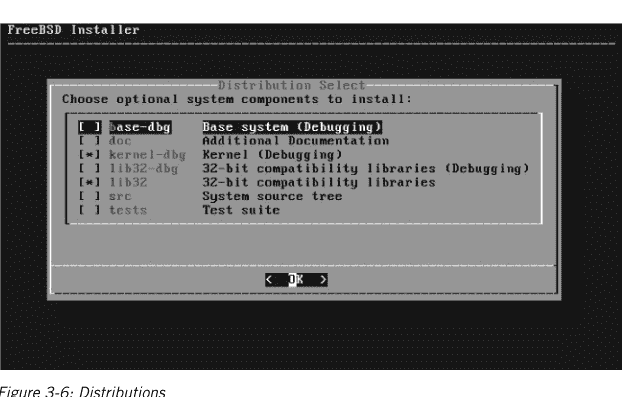 FreeBSD Installer
Distribution Select
Choose optional system components to install:
[ ] base-dbg Base system (Debugging)
[ ] doc Additional Documentation
[*] kernel-dbg Kernel (Debugging)
[ ] lib32-dbg 32-bit compatibility libraries (Debugging)
[*] lib32 32-bit compatibility libraries
[ ] src System source tree
[ ] tests Test suite
< OK >
Figure 3-6: Distributions